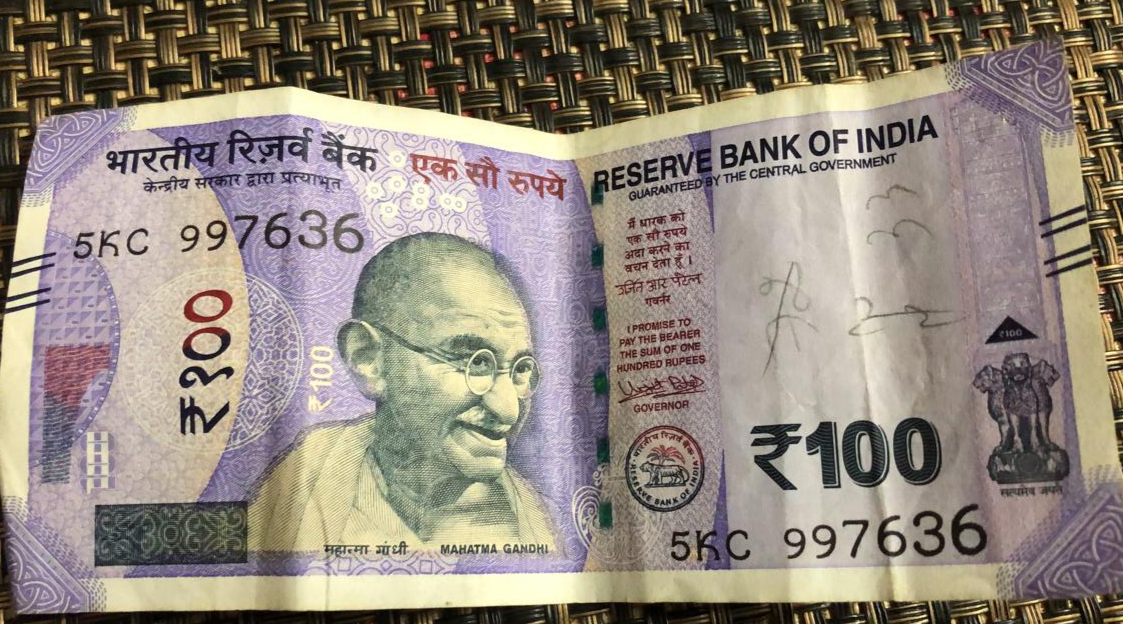 भारतीय रिज़र्व बैंक
केन्द्रीय सरकार द्वारा प्रत्याभूत
एक सौ रुपये
5KC 997636
₹१००
₹100
महात्मा गांधी
MAHATMA GANDHI
RESERVE BANK OF INDIA
GUARANTEED BY THE CENTRAL GOVERNMENT
मैं धारक को
एक सौ रुपये
अदा करने का
वचन देता हूँ ।
उर्जित आर पटेल
गवर्नर
I PROMISE TO
PAY THE BEARER
THE SUM OF ONE
HUNDRED RUPEES
GOVERNOR
भारतीय रिज़र्व बैंक
RESERVE BANK OF INDIA
₹100
₹100
सत्यमेव जयते
5KC 997636